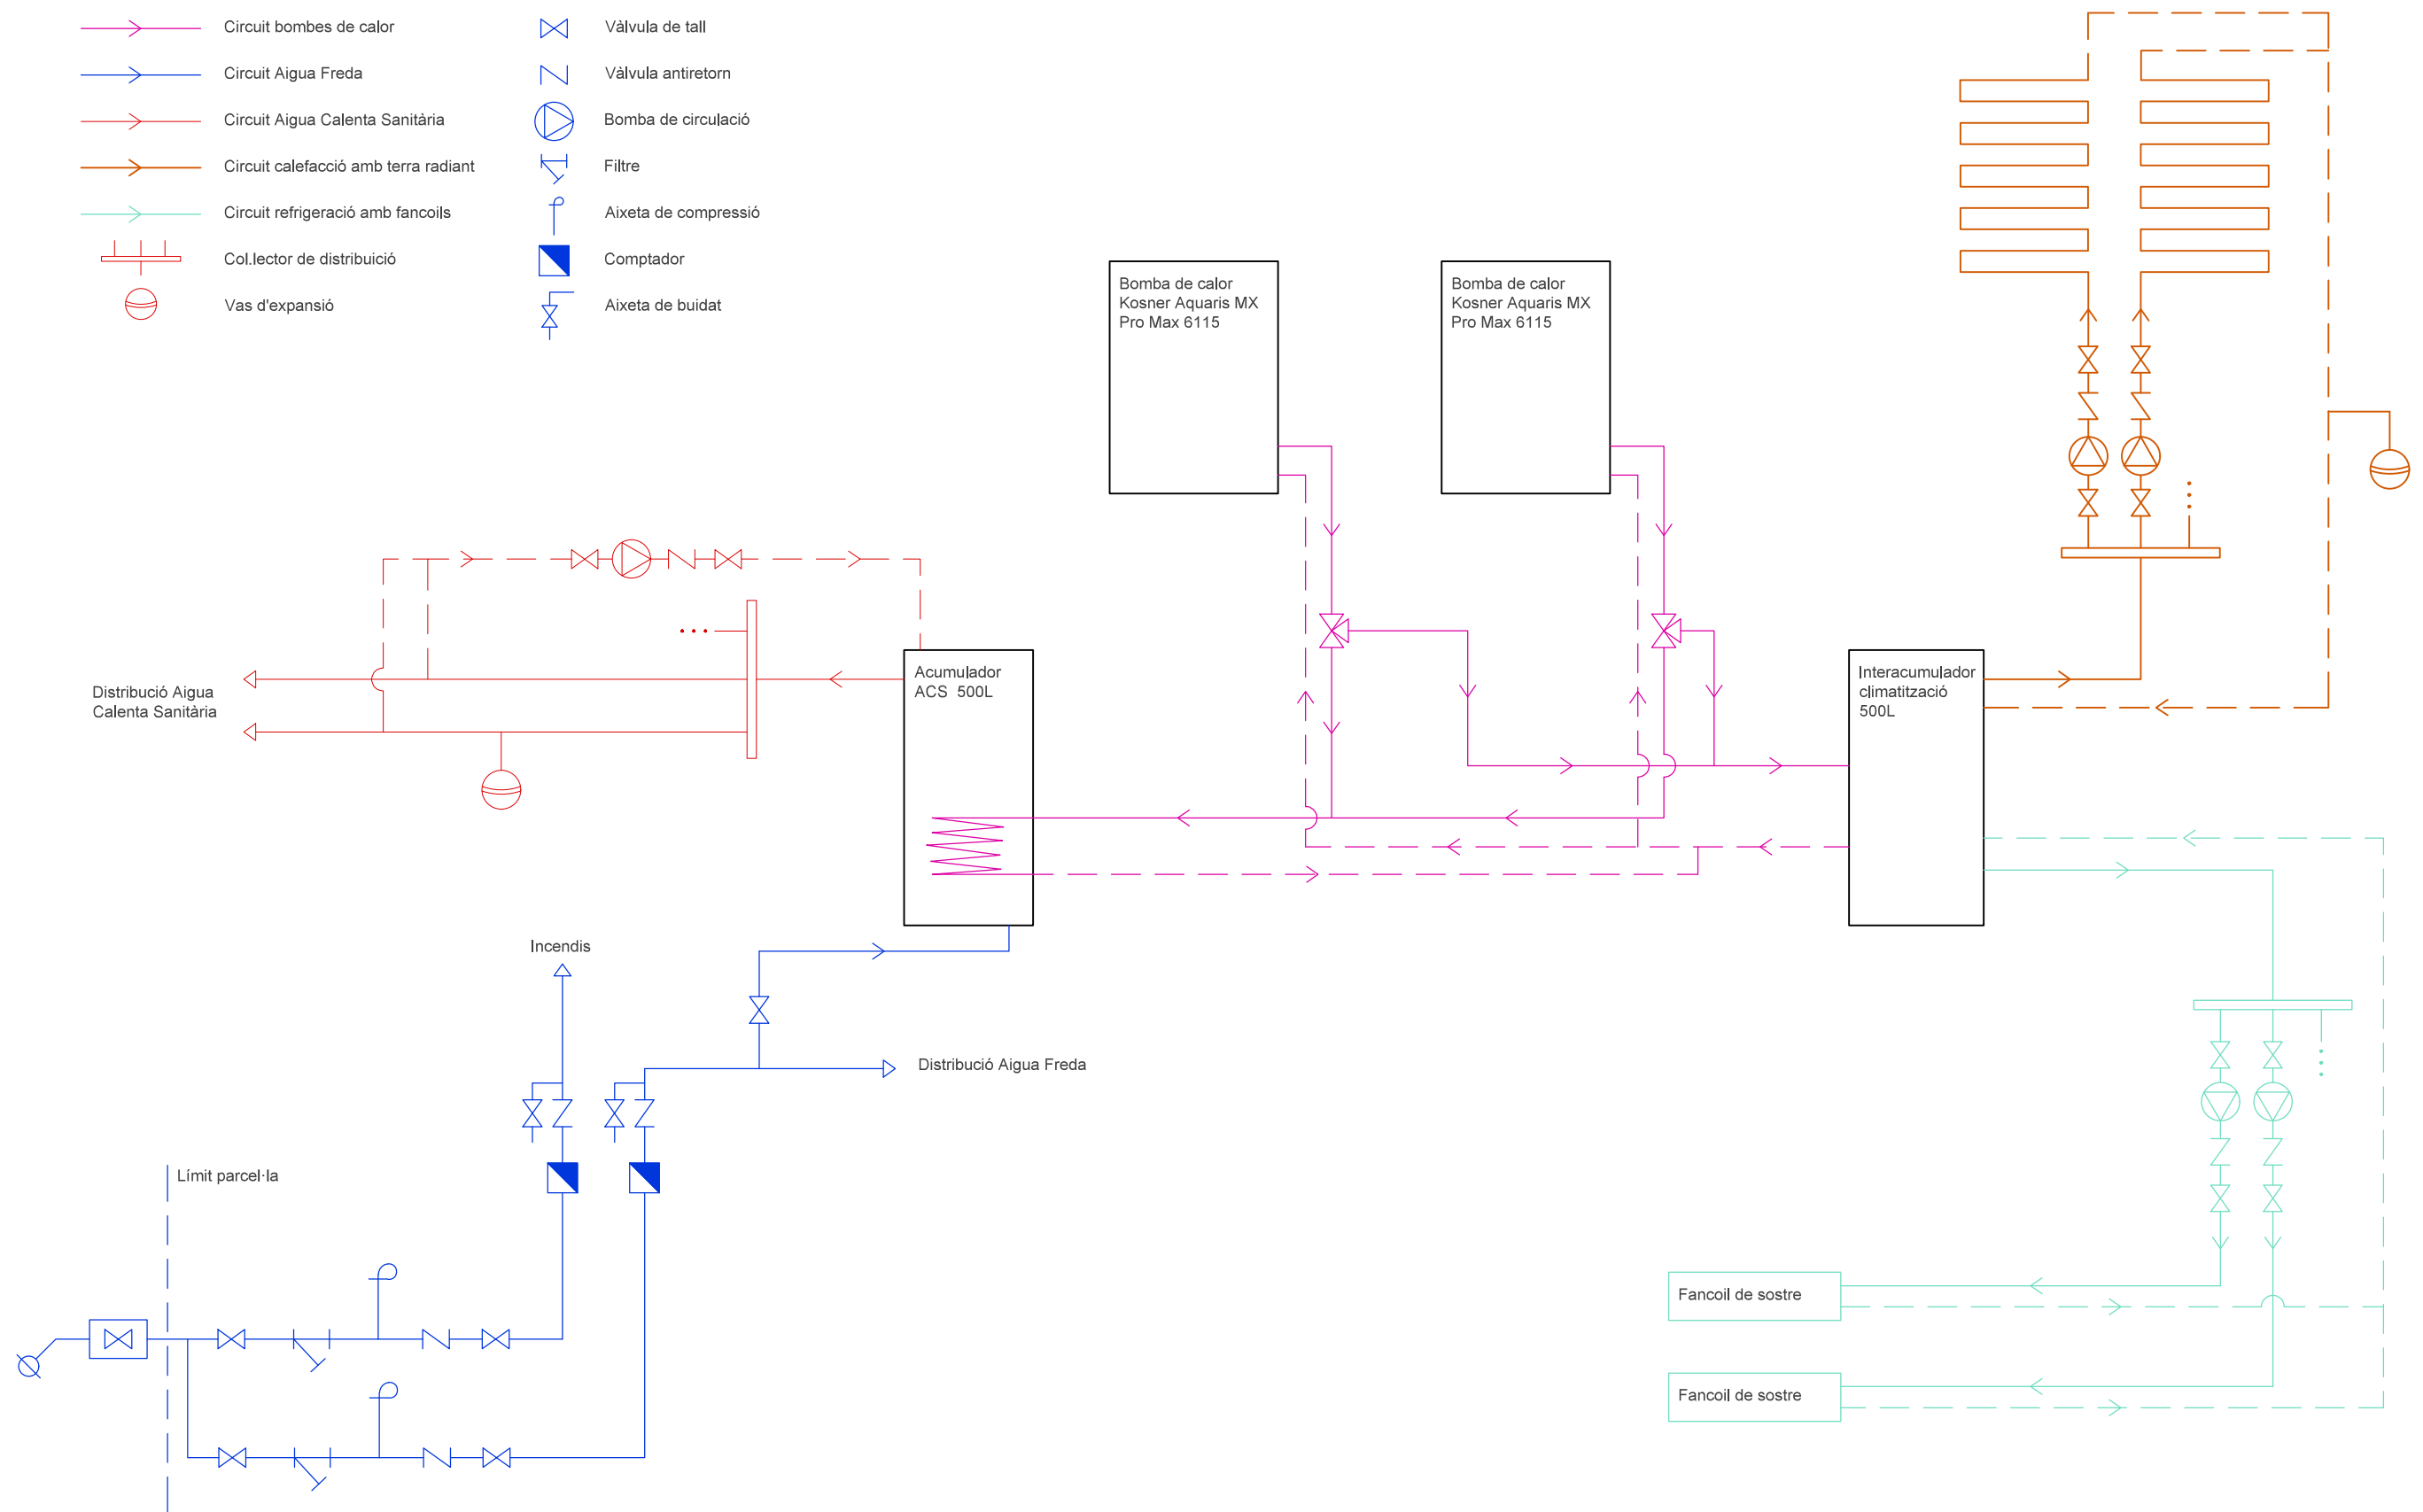 Circuit bombes de calor
Circuit Aigua Freda
Circuit Aigua Calenta Sanitària
Circuit calefacció amb terra radiant
Circuit refrigeració amb fancoils
Col.lector de distribuició
Vas d'expansió
Vàlvula de tall
Vàlvula antiretorn
Bomba de circulació
Filtre
Aixeta de compressió
Comptador
Aixeta de buidat
Bomba de calor
Kosner Aquaris MX
Pro Max 6115
Bomba de calor
Kosner Aquaris MX
Pro Max 6115
Distribució Aigua
Calenta Sanitària
Acumulador
ACS 500L
Interacumulador
climatització
500L
Incendis
Distribució Aigua Freda
Límit parcel·la
Fancoil de sostre
Fancoil de sostre